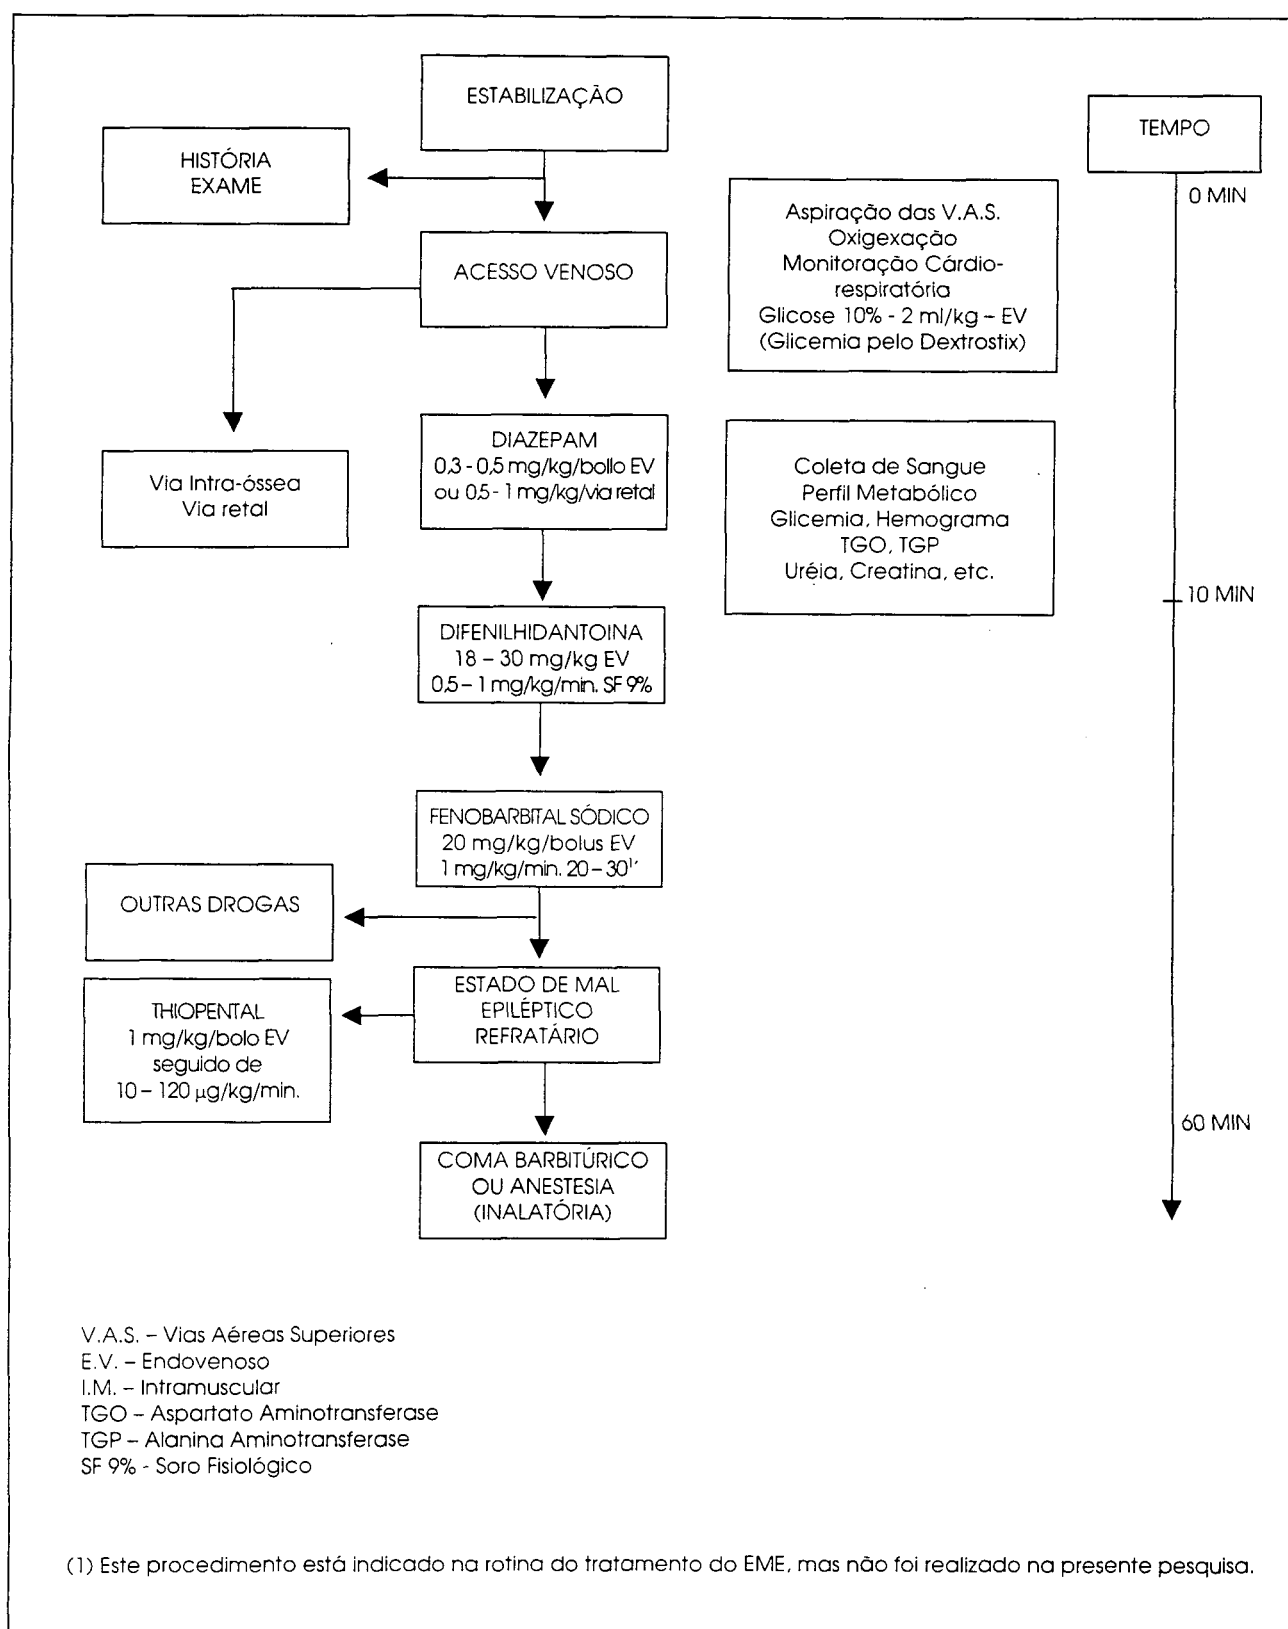 ESTABILIZAÇÃO
TEMPO
HISTÓRIA
EXAME
0 MIN
Aspiração das V.A.S.
Oxigexação
Monitoração Cárdio-
respiratória
Glicose 10% - 2 ml/kg – EV
(Glicemia pelo Dextrostix)
ACESSO VENOSO
DIAZEPAM
0,3 - 0,5 mg/kg/bollo EV
ou 0,5 - 1 mg/kg/via retal
Via Intra-óssea
Via retal
Coleta de Sangue
Perfil Metabólico
Glicemia, Hemograma
TGO, TGP
Uréia, Creatina, etc.
10 MIN
DIFENILHIDANTOINA
18 – 30 mg/kg EV
0,5 – 1 mg/kg/min. SF 9%
FENOBARBITAL SÓDICO
20 mg/kg/bolus EV
1 mg/kg/min. 20 – 30¹’
OUTRAS DROGAS
ESTADO DE MAL
EPILÉPTICO
REFRATÁRIO
THIOPENTAL
1 mg/kg/bolo EV
seguido de
10 – 120 µg/kg/min.
60 MIN
COMA BARBITÚRICO
OU ANESTESIA
(INALATÓRIA)
V.A.S. – Vias Aéreas Superiores
E.V. – Endovenoso
I.M. – Intramuscular
TGO – Aspartato Aminotransferase
TGP – Alanina Aminotransferase
SF 9% - Soro Fisiológico
(1) Este procedimento está indicado na rotina do tratamento do EME, mas não foi realizado na presente pesquisa.